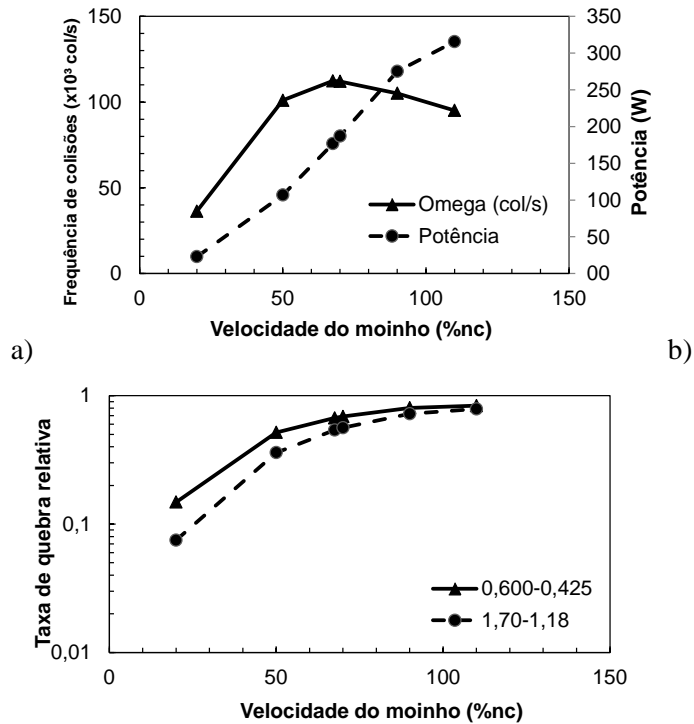 Frequência de colisões (x10³ col/s)
150
100
50
0
350
300
250
200
150
100
50
00
Potência (W)
Omega (col/s)
Potência
0 50 100 150
Velocidade do moinho (%nc)
a) b)
Taxa de quebra relativa
1
0,1
0,01
0,600-0,425
1,70-1,18
0 50 100 150
Velocidade do moinho (%nc)